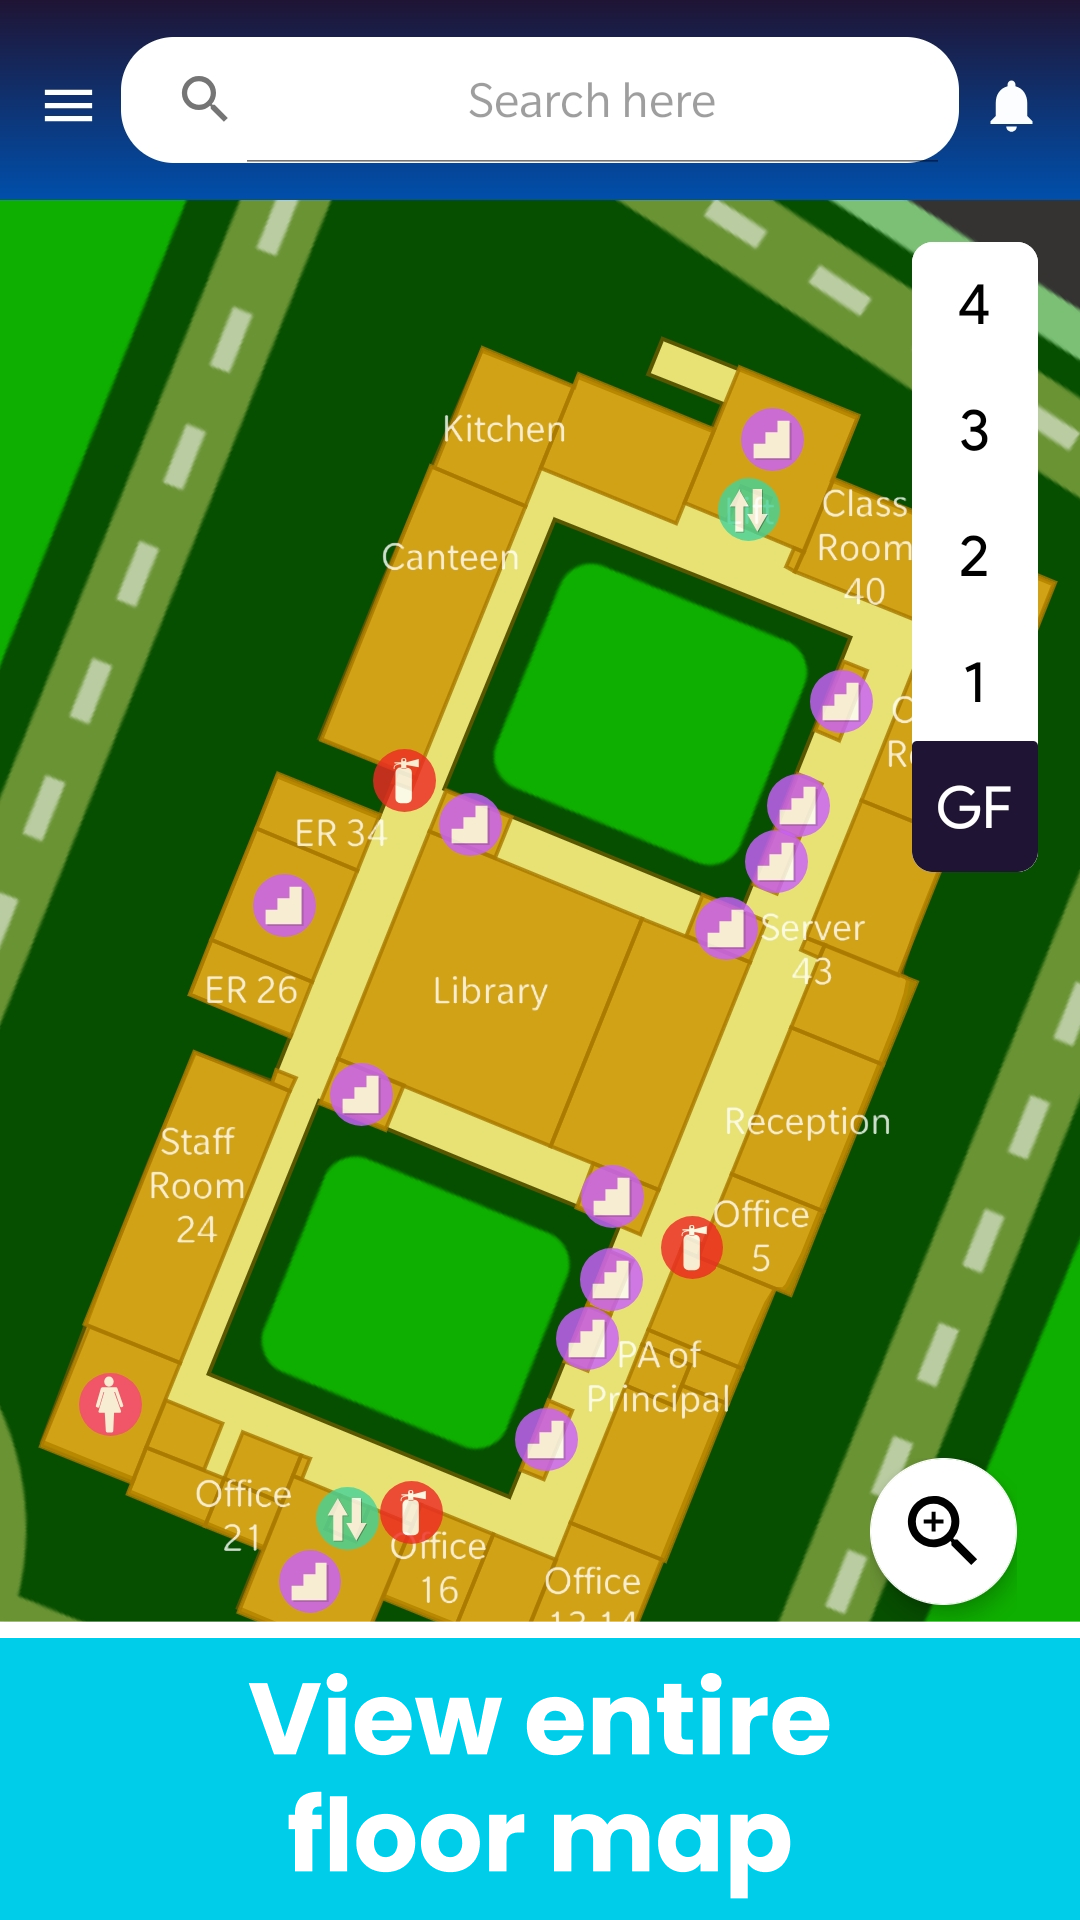 Search here
4
3
2
1
GF
Kitchen
Canteen
Class
Room
40
ER 34
Server
43
ER 26
Library
Reception
Staff
Room
24
Office
5
PA of
Principal
Office
21
Office
16
Office
View entire
floor map